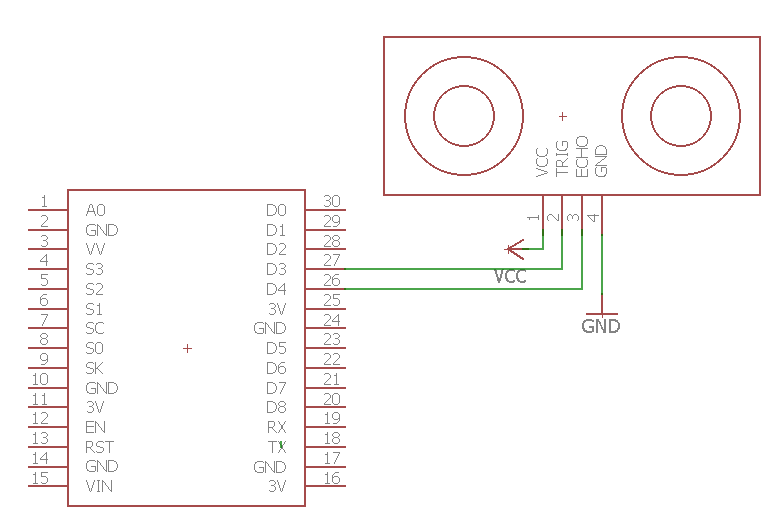 VCC
TRIG
ECHO
GND
1
2
3
4
VCC
GND
1 A0 D0 30
2 GND D1 29
3 VV D2 28
4 S3 D3 27
5 S2 D4 26
6 S1 3V 25
7 SC GND 24
8 S0 D5 23
9 SK D6 22
10 GND D7 21
11 3V D8 20
12 EN RX 19
13 RST TX 18
14 GND GND 17
15 VIN 3V 16